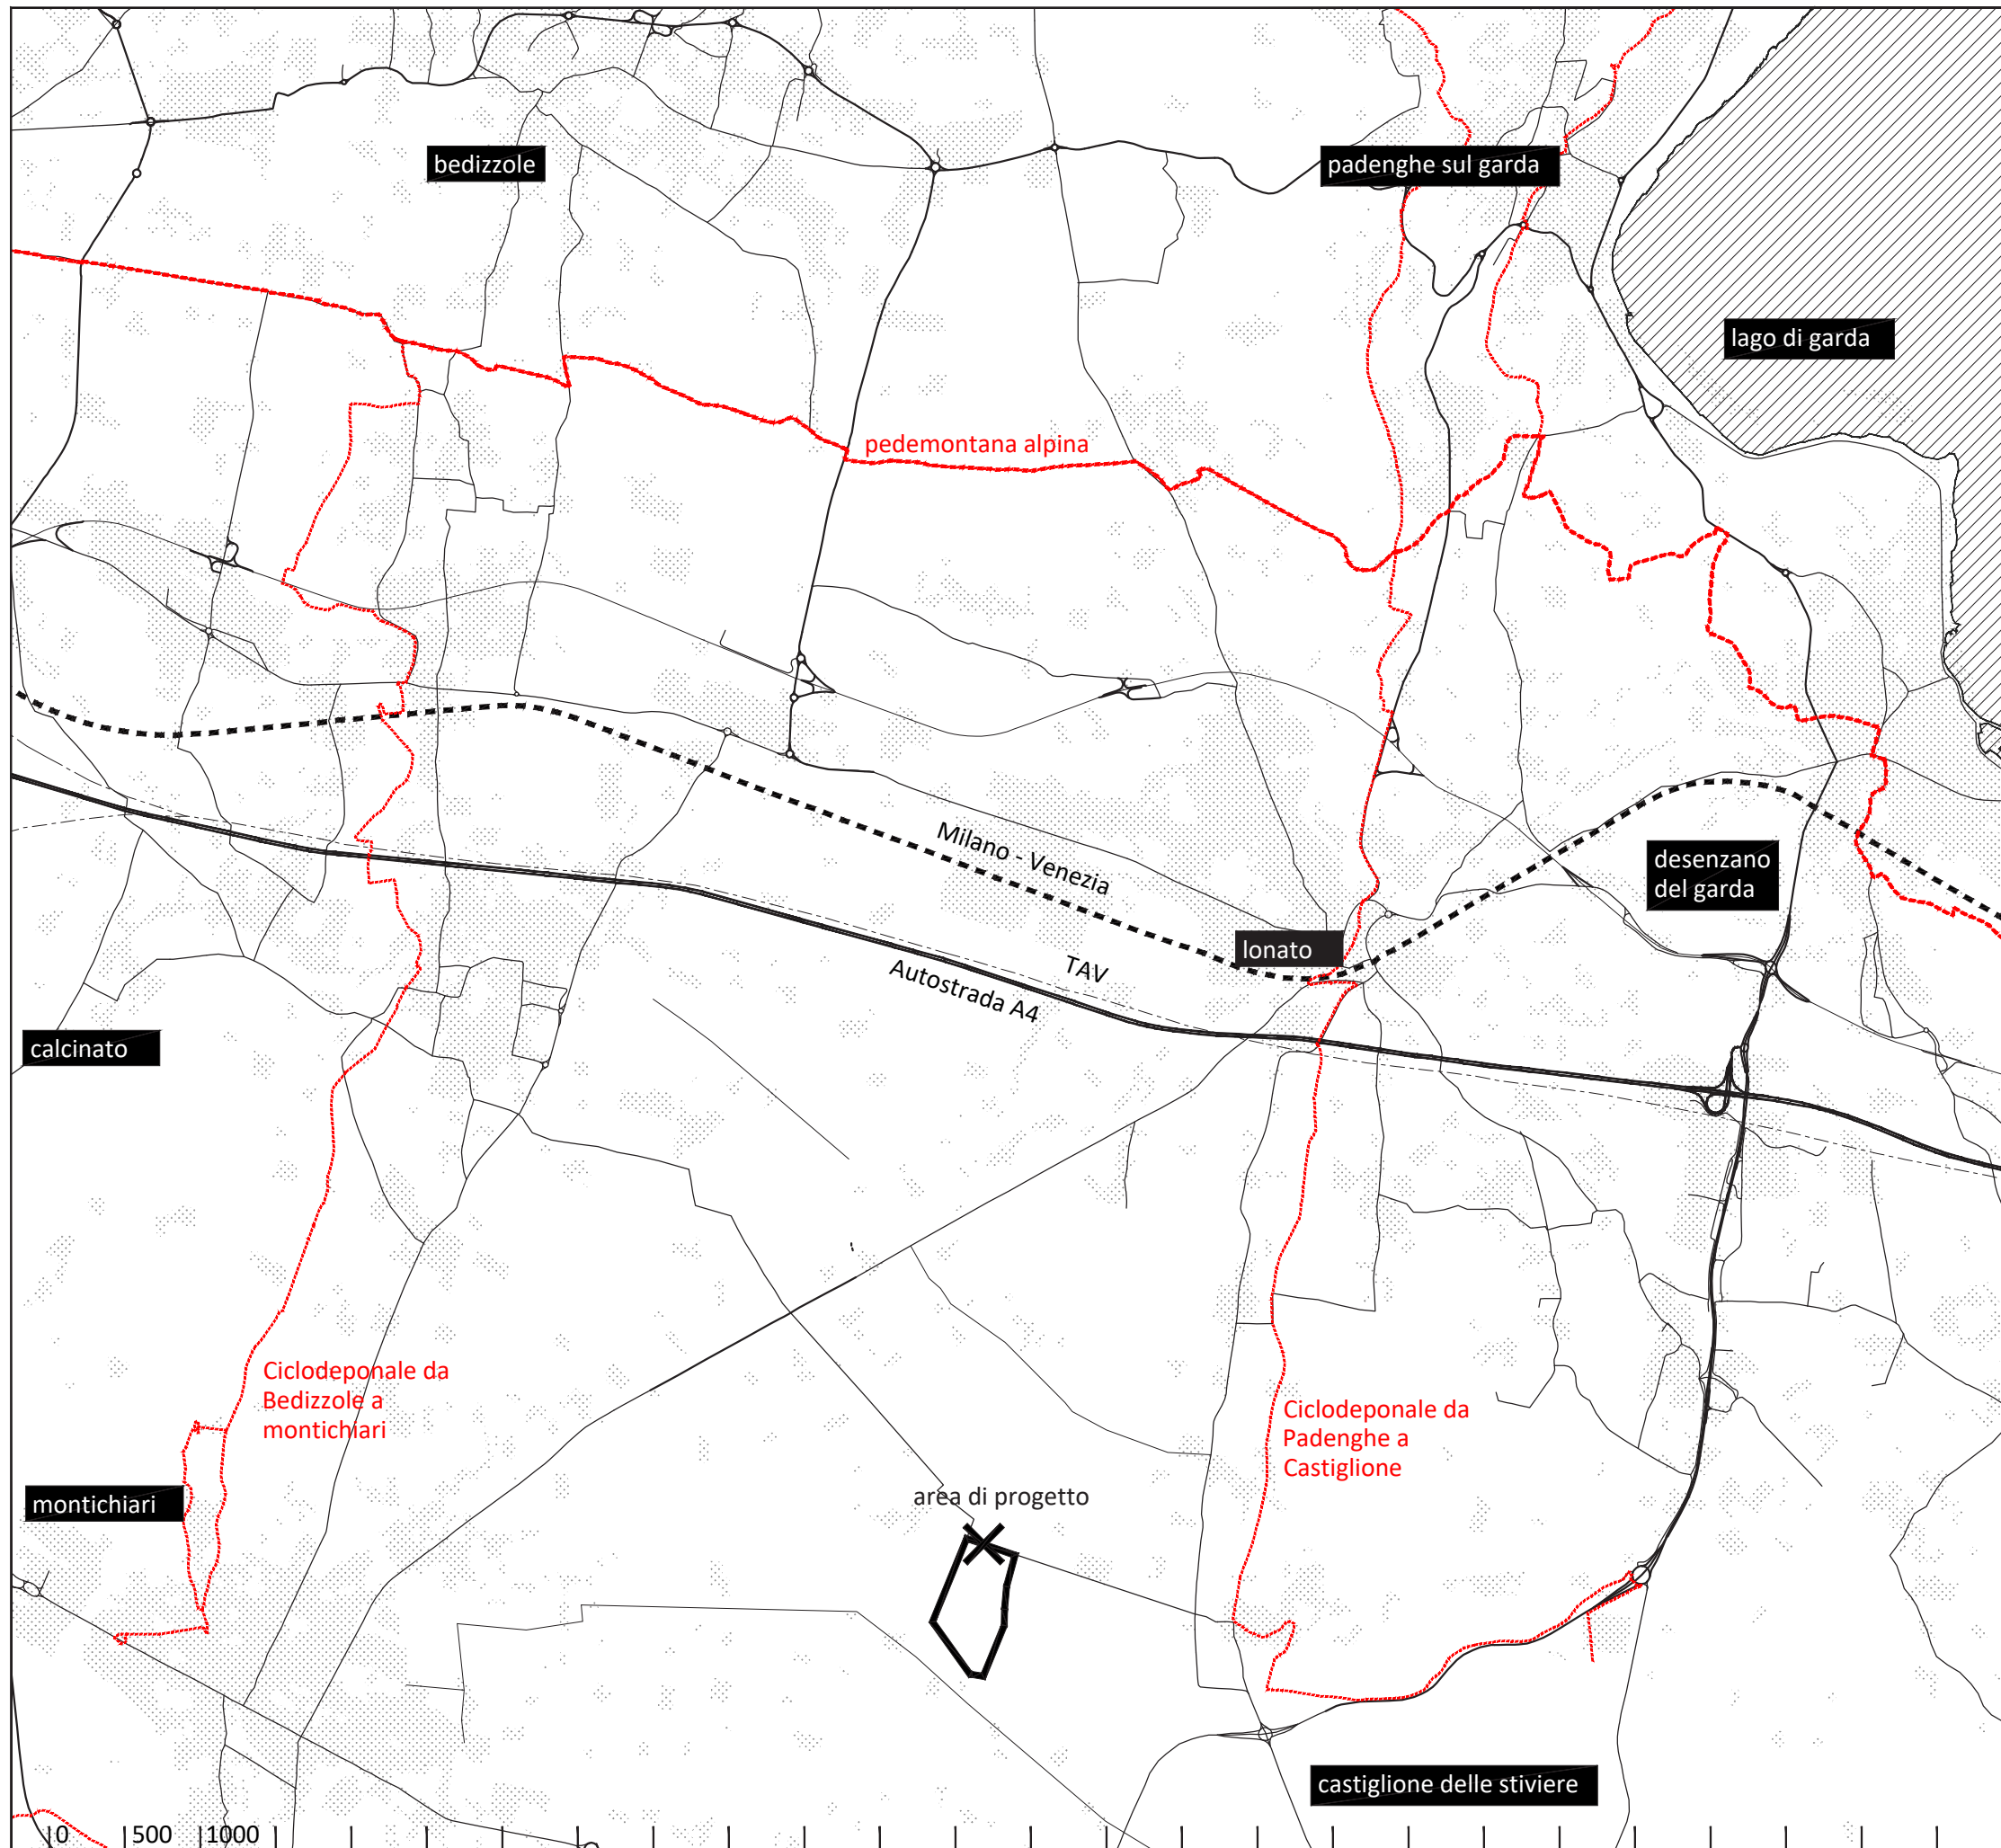 bedizzole
padenghe sul garda
lago di garda
pedemontana alpina
Milano - Venezia
desenzano
del garda
lonato
TAV
Autostrada A4
calcinato
Ciclodeponale da
Bedizzole a
montichiari
Ciclodeponale da
Padenghe a
Castiglione
montichiari
area di progetto
castiglione delle stiviere
0 500 1000